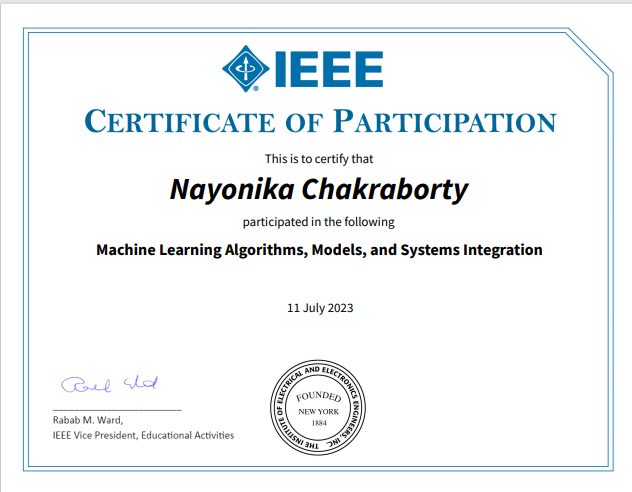 IEEE
CERTIFICATE OF PARTICIPATION
This is to certify that
Nayonika Chakraborty
participated in the following
Machine Learning Algorithms, Models, and Systems Integration
11 July 2023
Rabab M. Ward,
IEEE Vice President, Educational Activities
THE INSTITUTE OF ELECTRICAL AND ELECTRONICS ENGINEERS, INC.
FOUNDED
NEW YORK
1884